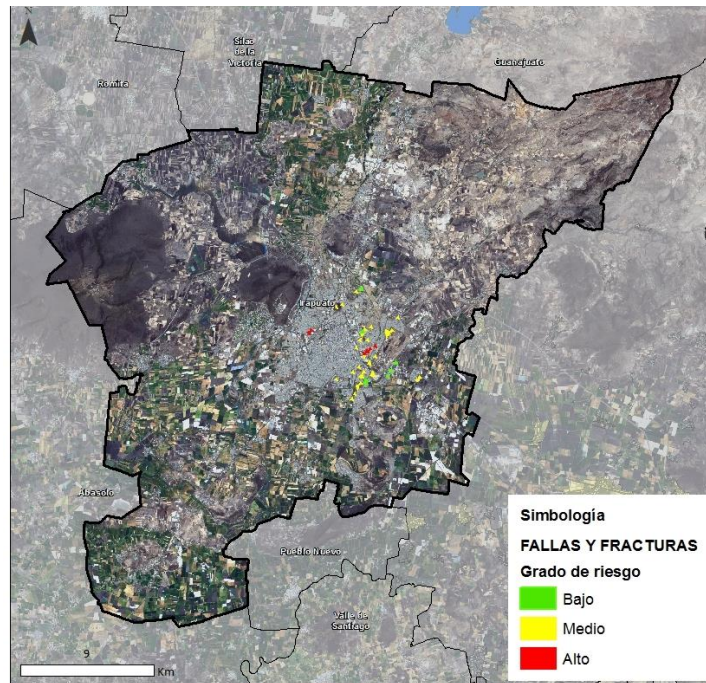 N
Silao
de la
Victoria
Guanajuato
Romita
Irapuato
Abasolo
Pueblo Nuevo
Valle de
Santiago
Simbología
FALLAS Y FRACTURAS
Grado de riesgo
Bajo
Medio
Alto
9
Km